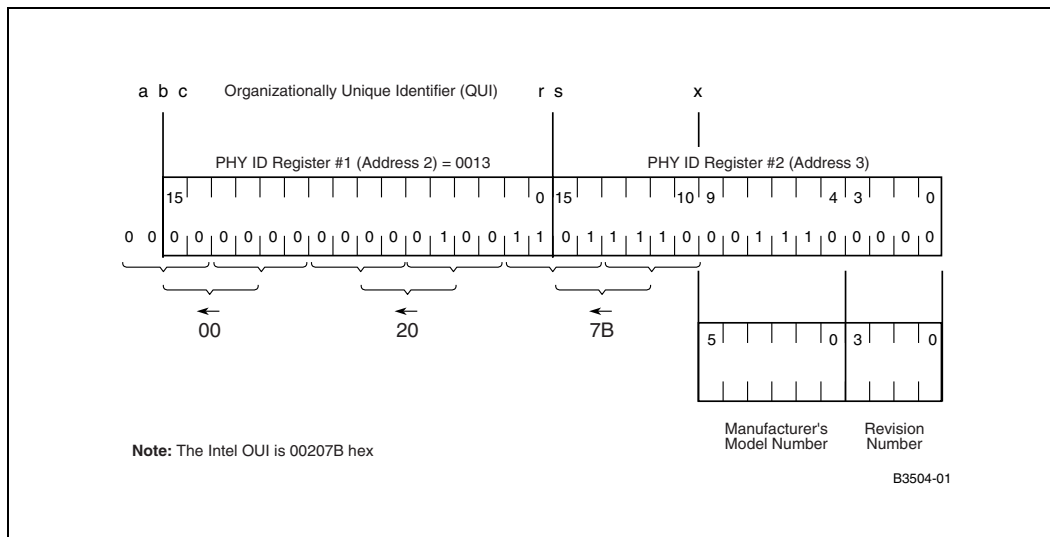 a b c Organizationally Unique Identifier (QUI) r s x
PHY ID Register #1 (Address 2) = 0013 PHY ID Register #2 (Address 3)
15 0 15 10 9 4 3 0
0 0 0 0 0 0 0 0 0 0 0 0 0 1 0 0 1 1 0 1 1 1 1 0 0 0 1 1 1 0 0 0 0 0
00 20 7B
5 0 3 0
Manufacturer's Revision
Model Number Number
Note: The Intel OUI is 00207B hex
B3504-01